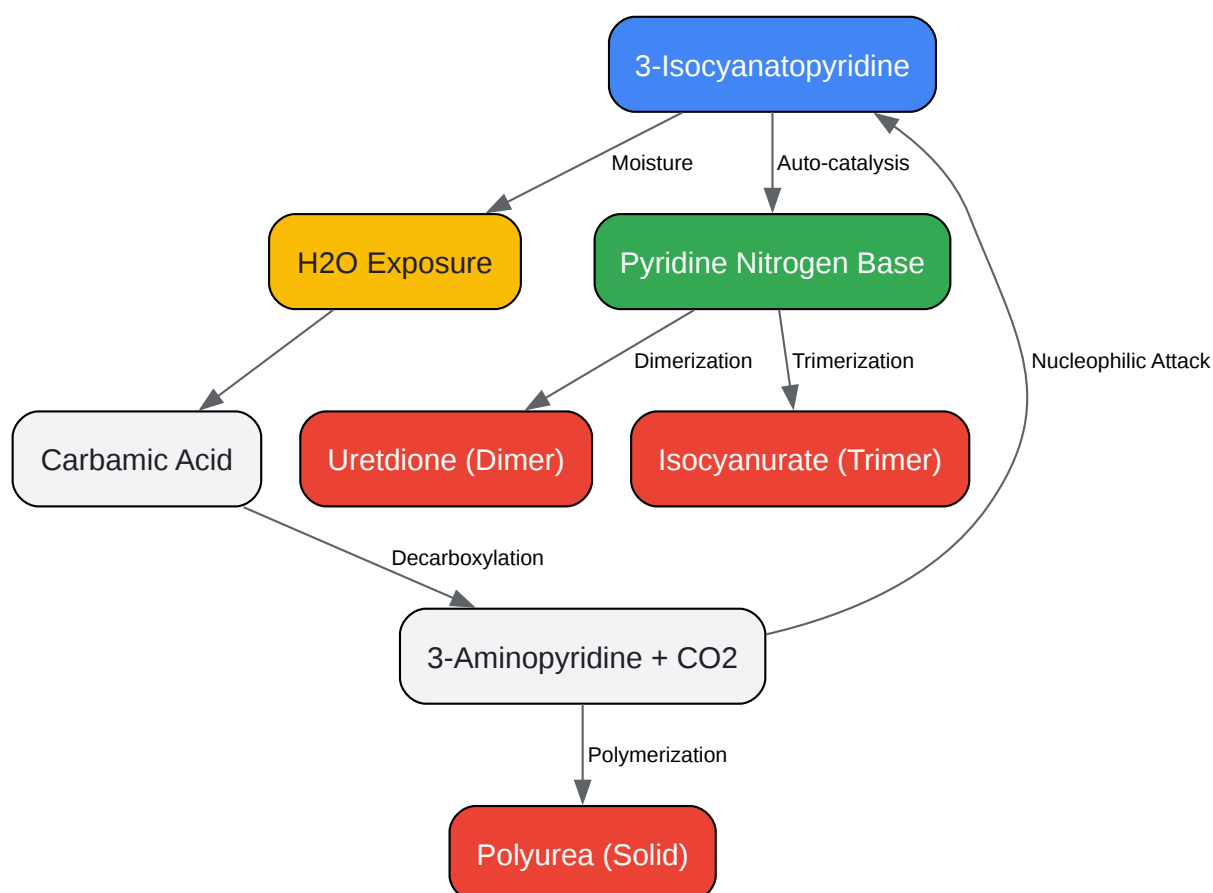 3-Isocyanatopyridine
Moisture
Auto-catalysis
H2O Exposure
Pyridine Nitrogen Base
Dimerization
Trimerization
Nucleophilic Attack
Carbamic Acid
Uretdione (Dimer)
Isocyanurate (Trimer)
Decarboxylation
3-Aminopyridine + CO2
Polymerization
Polyurea (Solid)